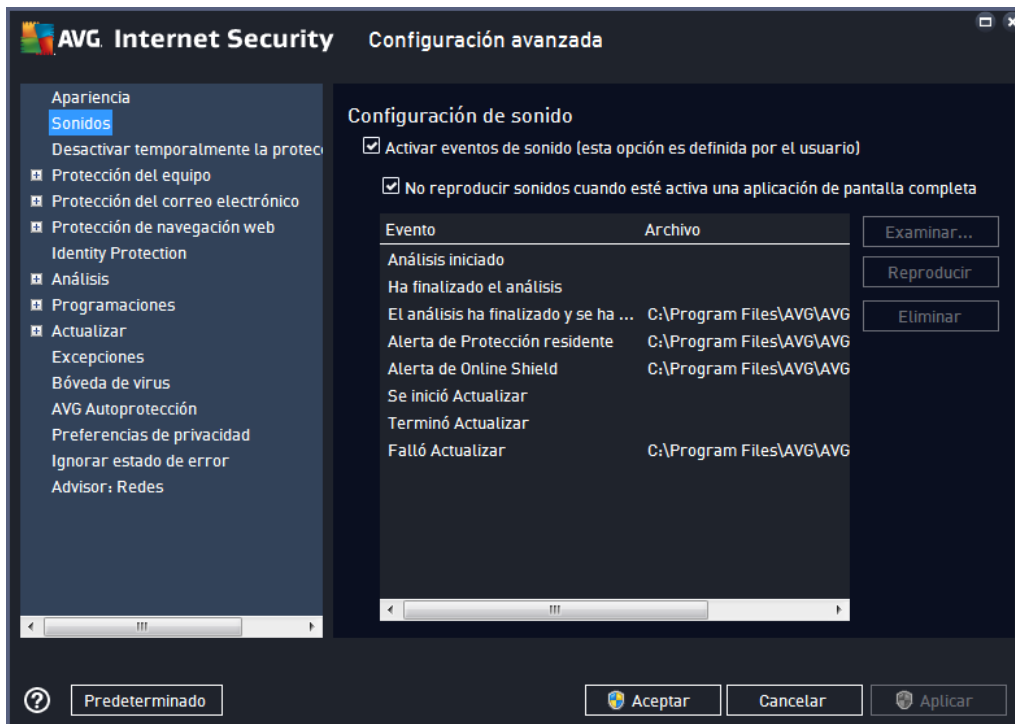 AVG. Internet Security Configuración avanzada
Apariencia
Sonidos
Desactivar temporalmente la protec
Protección del equipo
Protección del correo electrónico
Protección de navegación web
Identity Protection
Análisis
Programaciones
Actualizar
Excepciones
Bóveda de virus
AVG Autoprotección
Preferencias de privacidad
Ignorar estado de error
Advisor: Redes
Configuración de sonido
Activar eventos de sonido (esta opción es definida por el usuario)
No reproducir sonidos cuando esté activa una aplicación de pantalla completa
Evento Archivo
Análisis iniciado
Ha finalizado el análisis
El análisis ha finalizado y se ha ... C:\Program Files\AVG\AVG
Alerta de Protección residente C:\Program Files\AVG\AVG
Alerta de Online Shield C:\Program Files\AVG\AVG
Se inició Actualizar
Terminó Actualizar
Falló Actualizar C:\Program Files\AVG\AVG
Examinar...
Reproducir
Eliminar
? Predeterminado Aceptar Cancelar Aplicar